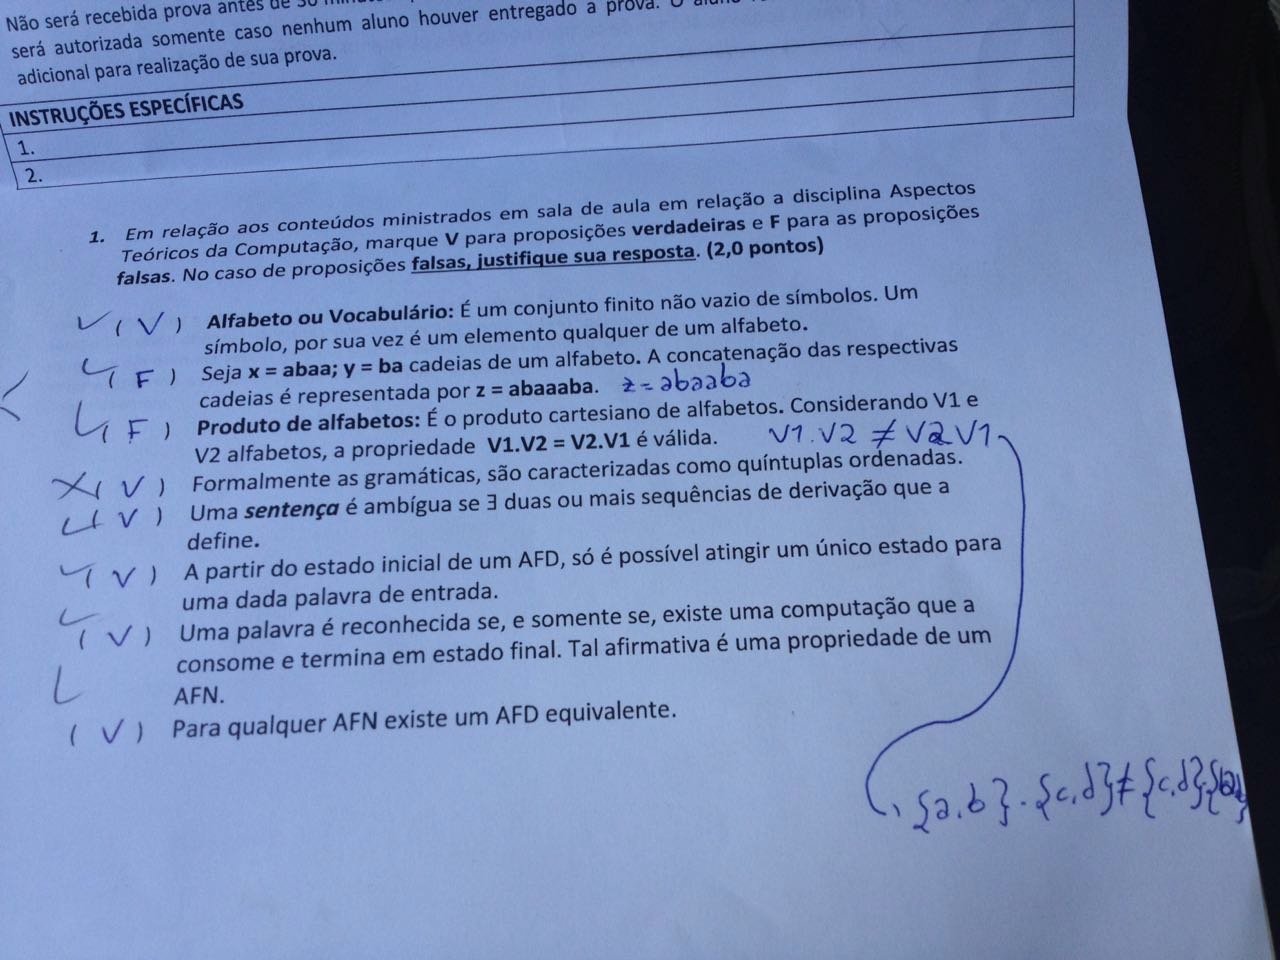 Não será recebida prova antes de 30
será autorizada somente caso nenhum aluno houver entregado a prova. O aluno
adicional para realização de sua prova.
INSTRUÇÕES ESPECÍFICAS
1.
2.
1. Em relação aos conteúdos ministrados em sala de aula em relação a disciplina Aspectos
Teóricos da Computação, marque V para proposições verdadeiras e F para as proposições
falsas. No caso de proposições falsas, justifique sua resposta. (2,0 pontos)
( V ) Alfabeto ou Vocabulário: É um conjunto finito não vazio de símbolos. Um
símbolo, por sua vez é um elemento qualquer de um alfabeto.
( F ) Seja x = abaa; y = ba cadeias de um alfabeto. A concatenação das respectivas
cadeias é representada por z = abaaaba. z = abaaba
( F ) Produto de alfabetos: É o produto cartesiano de alfabetos. Considerando V1 e
V2 alfabetos, a propriedade V1.V2 = V2.V1 é válida. V1.V2 ≠ V2V1
( V ) Formalmente as gramáticas, são caracterizadas como quíntuplas ordenadas.
( V ) Uma sentença é ambígua se ∃ duas ou mais sequências de derivação que a
define.
( V ) A partir do estado inicial de um AFD, só é possível atingir um único estado para
uma dada palavra de entrada.
( V ) Uma palavra é reconhecida se, e somente se, existe uma computação que a
consome e termina em estado final. Tal afirmativa é uma propriedade de um
AFN.
( V ) Para qualquer AFN existe um AFD equivalente.
{a,b}.{c,d} ≠ {c,d}.